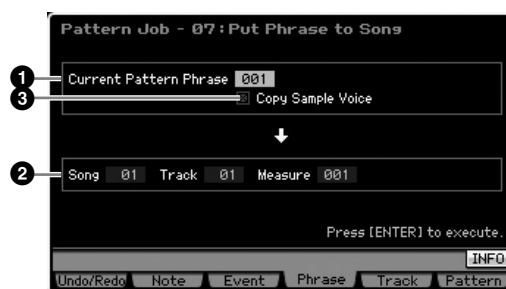 Pattern Job - 07:Put Phrase to Song
1 Current Pattern Phrase 001
3 Copy Sample Voice
2 Song 01 Track 01 Measure 001
Press [ENTER] to execute.
INFO
Undo/Redo Note Event Phrase Track Pattern